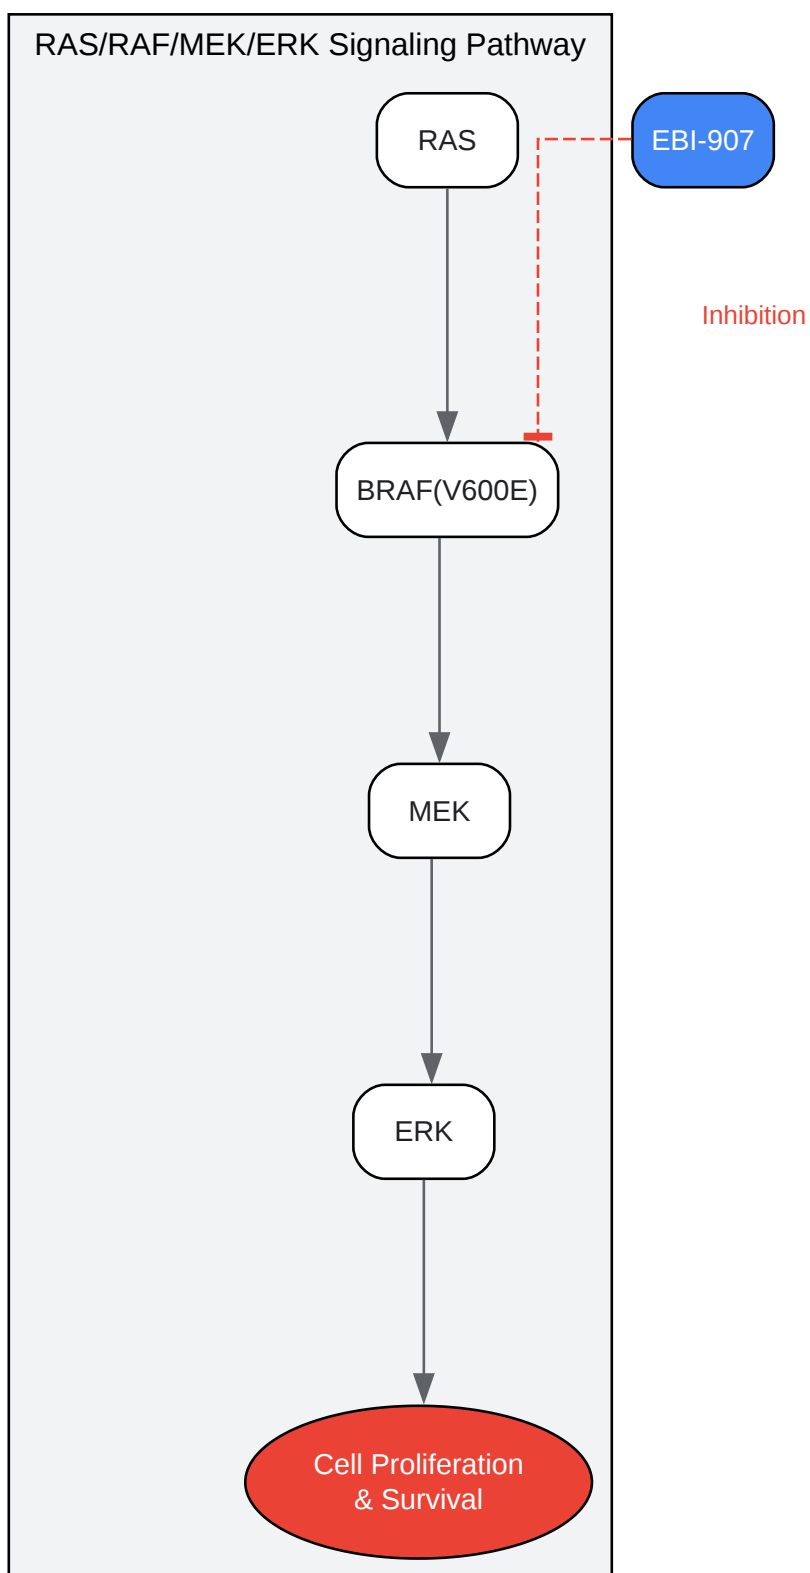 RAS/RAF/MEK/ERK Signaling Pathway
RAS
EBI-907
Inhibition
BRAF(V600E)
MEK
ERK
Cell Proliferation
& Survival